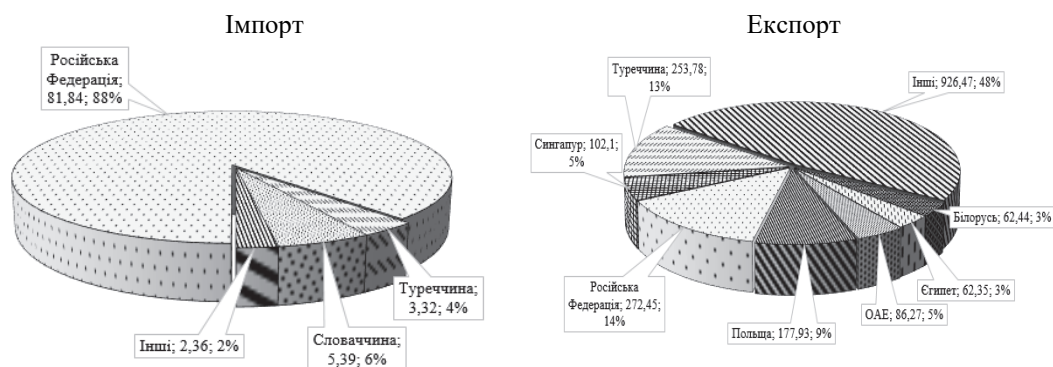 Імпорт
Російська
Федерація;
81,84; 88%
Туреччина;
3,32; 4%
Словаччина;
5,39; 6%
Інші; 2,36; 2%
Експорт
Туреччина; 253,78;
13%
Інші; 926,47; 48%
Сингапур; 102,1;
5%
Білорусь; 62,44; 3%
Єгипет; 62,35; 3%
ОАЕ; 86,27; 5%
Російська
Федерація; 272,45;
14%
Польща; 177,93; 9%